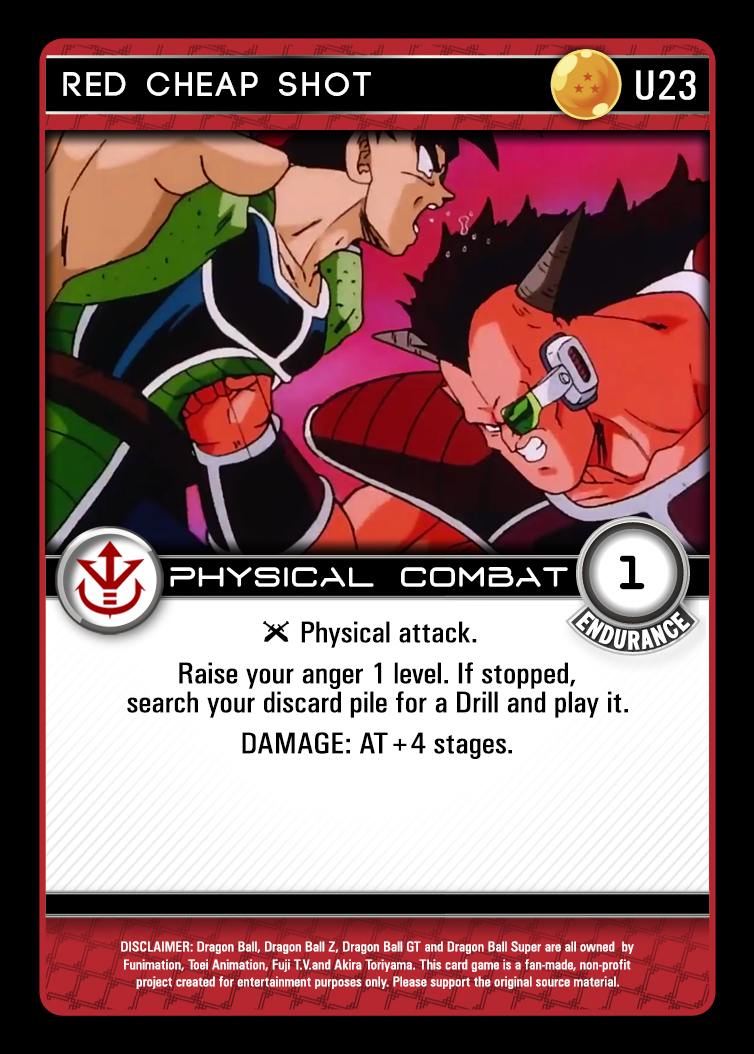 RED CHEAP SHOT
U23
PHYSICAL COMBAT
1
ENDURANCE
Physical attack.
Raise your anger 1 level. If stopped,
search your discard pile for a Drill and play it.
DAMAGE: AT+4 stages.
DISCLAIMER: Dragon Ball, Dragon Ball Z, Dragon Ball GT and Dragon Ball Super are all owned by
Funimation, Toei Animation, Fuji T.V.and Akira Toriyama. This card game is a fan-made, non-profit
project created for entertainment purposes only. Please support the original source material.